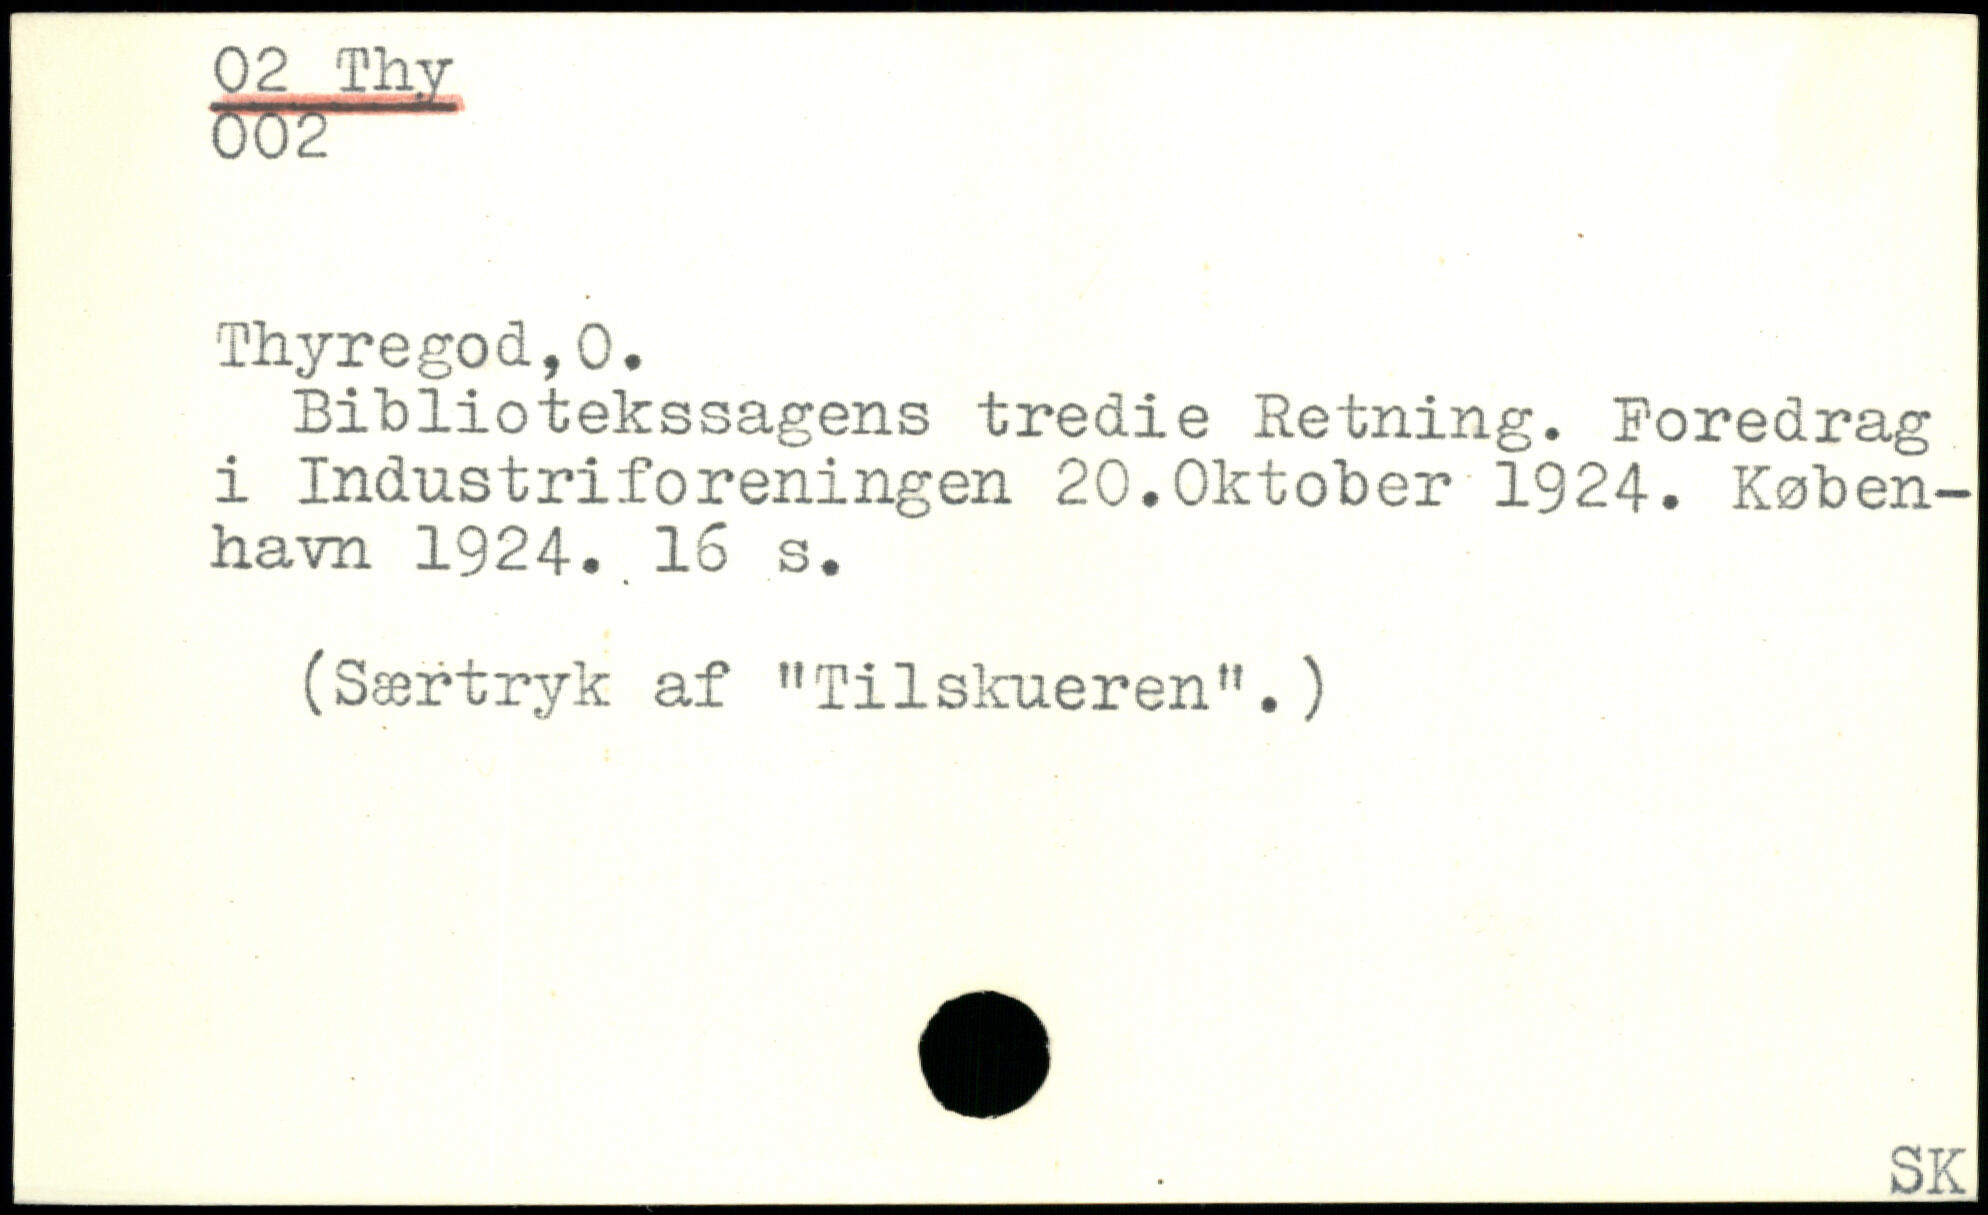 02 Thy
002
Thyregod,O.
Bibliotekssagens tredie Retning. Foredrag
i Industriforeningen 20.Oktober 1924. Køben-
havn 1924. 16 s.
(Særtryk af "Tilskueren".)
SK